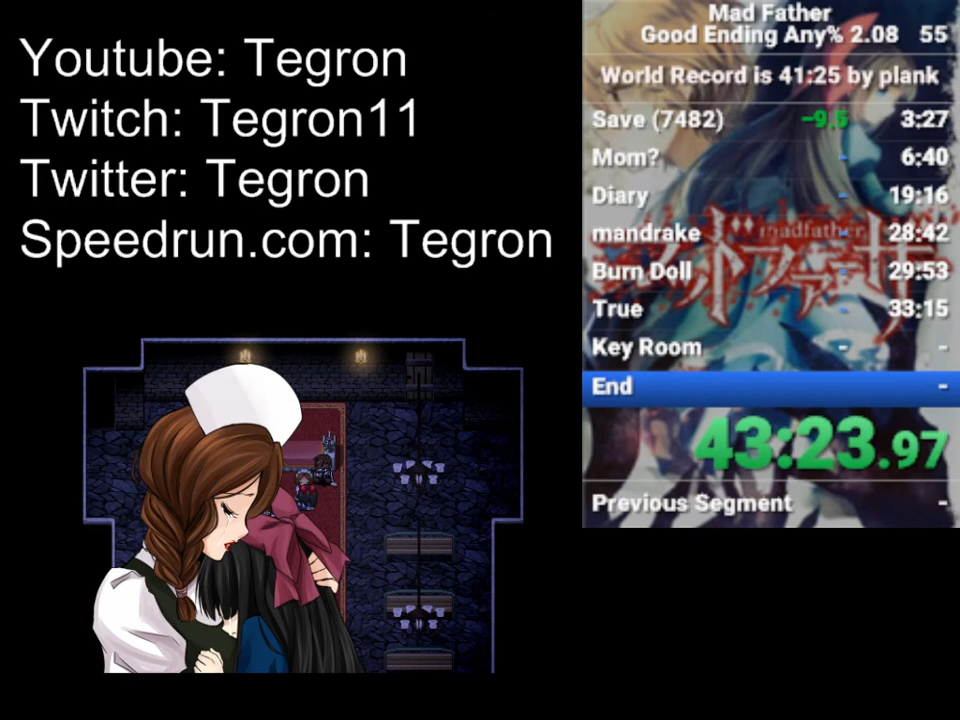 Youtube: Tegron
Twitch: Tegron11
Twitter: Tegron
Speedrun.com: Tegron
Mad Father
Good Ending Any% 2.08 55
World Record is 41:25 by plank
Save (7482) −9.5 3:27
Mom? - 6:40
Diary - 19:16
mandrake - 28:42
Burn Doll - 29:53
True - 33:15
Key Room - -
End -
43:23.97
Previous Segment -
madfather